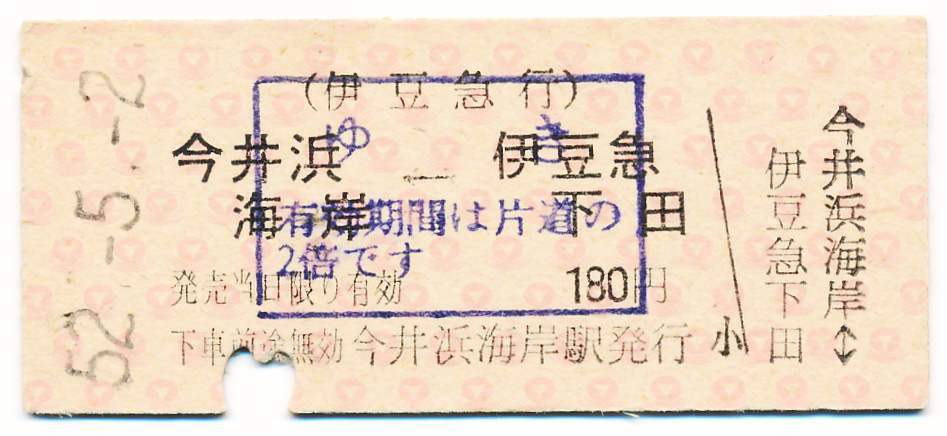 52.-5.-2
(伊豆急行)
ゆき
今井浜海岸 ― 伊豆急下田
有効期間は片道の
2倍です
発売当日限り有効 180円
下車前途無効 今井浜海岸駅発行
小
今井浜海岸↔
伊豆急下田